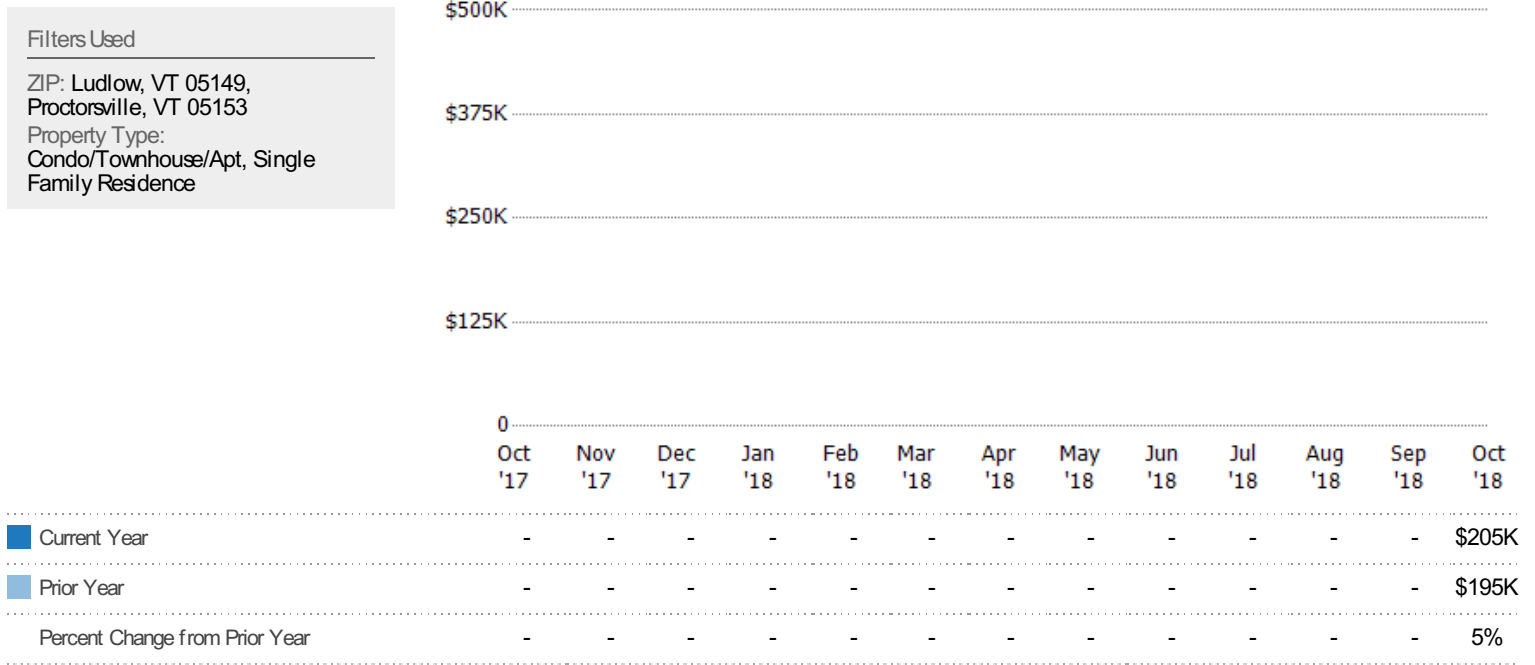 Filters Used
ZIP: Ludlow, VT 05149,
Proctorsville, VT 05153
Property Type:
Condo/Townhouse/Apt, Single
Family Residence
$500K
$375K
$250K
$125K
0
Oct '17 Nov '17 Dec '17 Jan '18 Feb '18 Mar '18 Apr '18 May '18 Jun '18 Jul '18 Aug '18 Sep '18 Oct '18
Current Year - - - - - - - - - - - - $205K
Prior Year - - - - - - - - - - - - $195K
Percent Change from Prior Year - - - - - - - - - - - - 5%